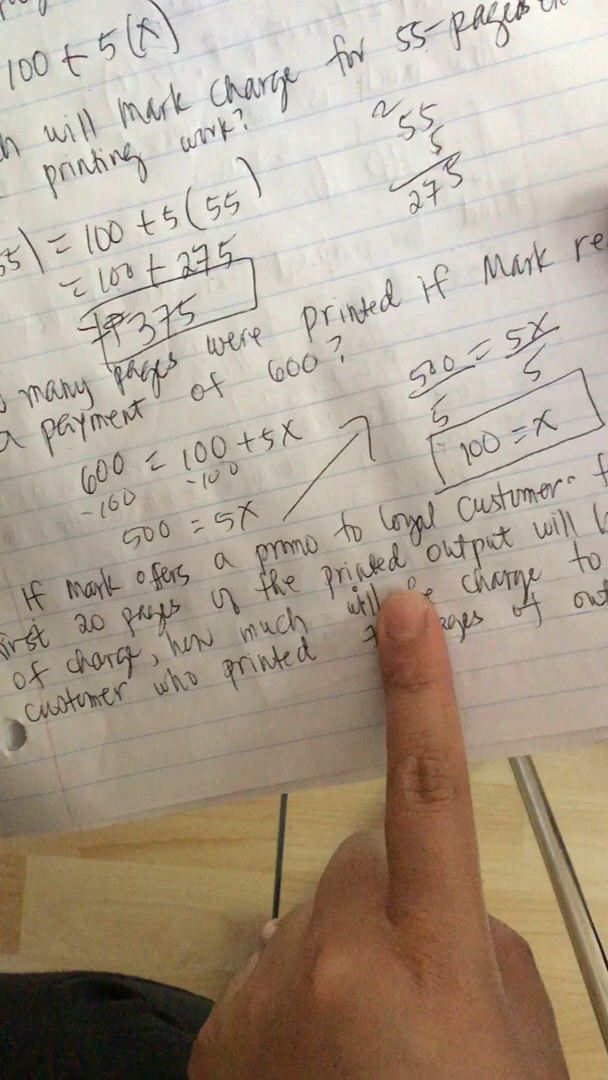 100 + 5(x)
will Mark charge for 55-pages
printing work?
55
5
275
= 100 + 5(55)
= 100 + 275
₱375
many pages were printed if Mark
a payment of 600?
600 = 100 + 5x
-100 -100
500 = 5x
500 = 5x
5 5
100 = x
If Mark offers a promo to loyal customer
20 pages of the printed output will
of charge, how much will be charge to
customer who printed of